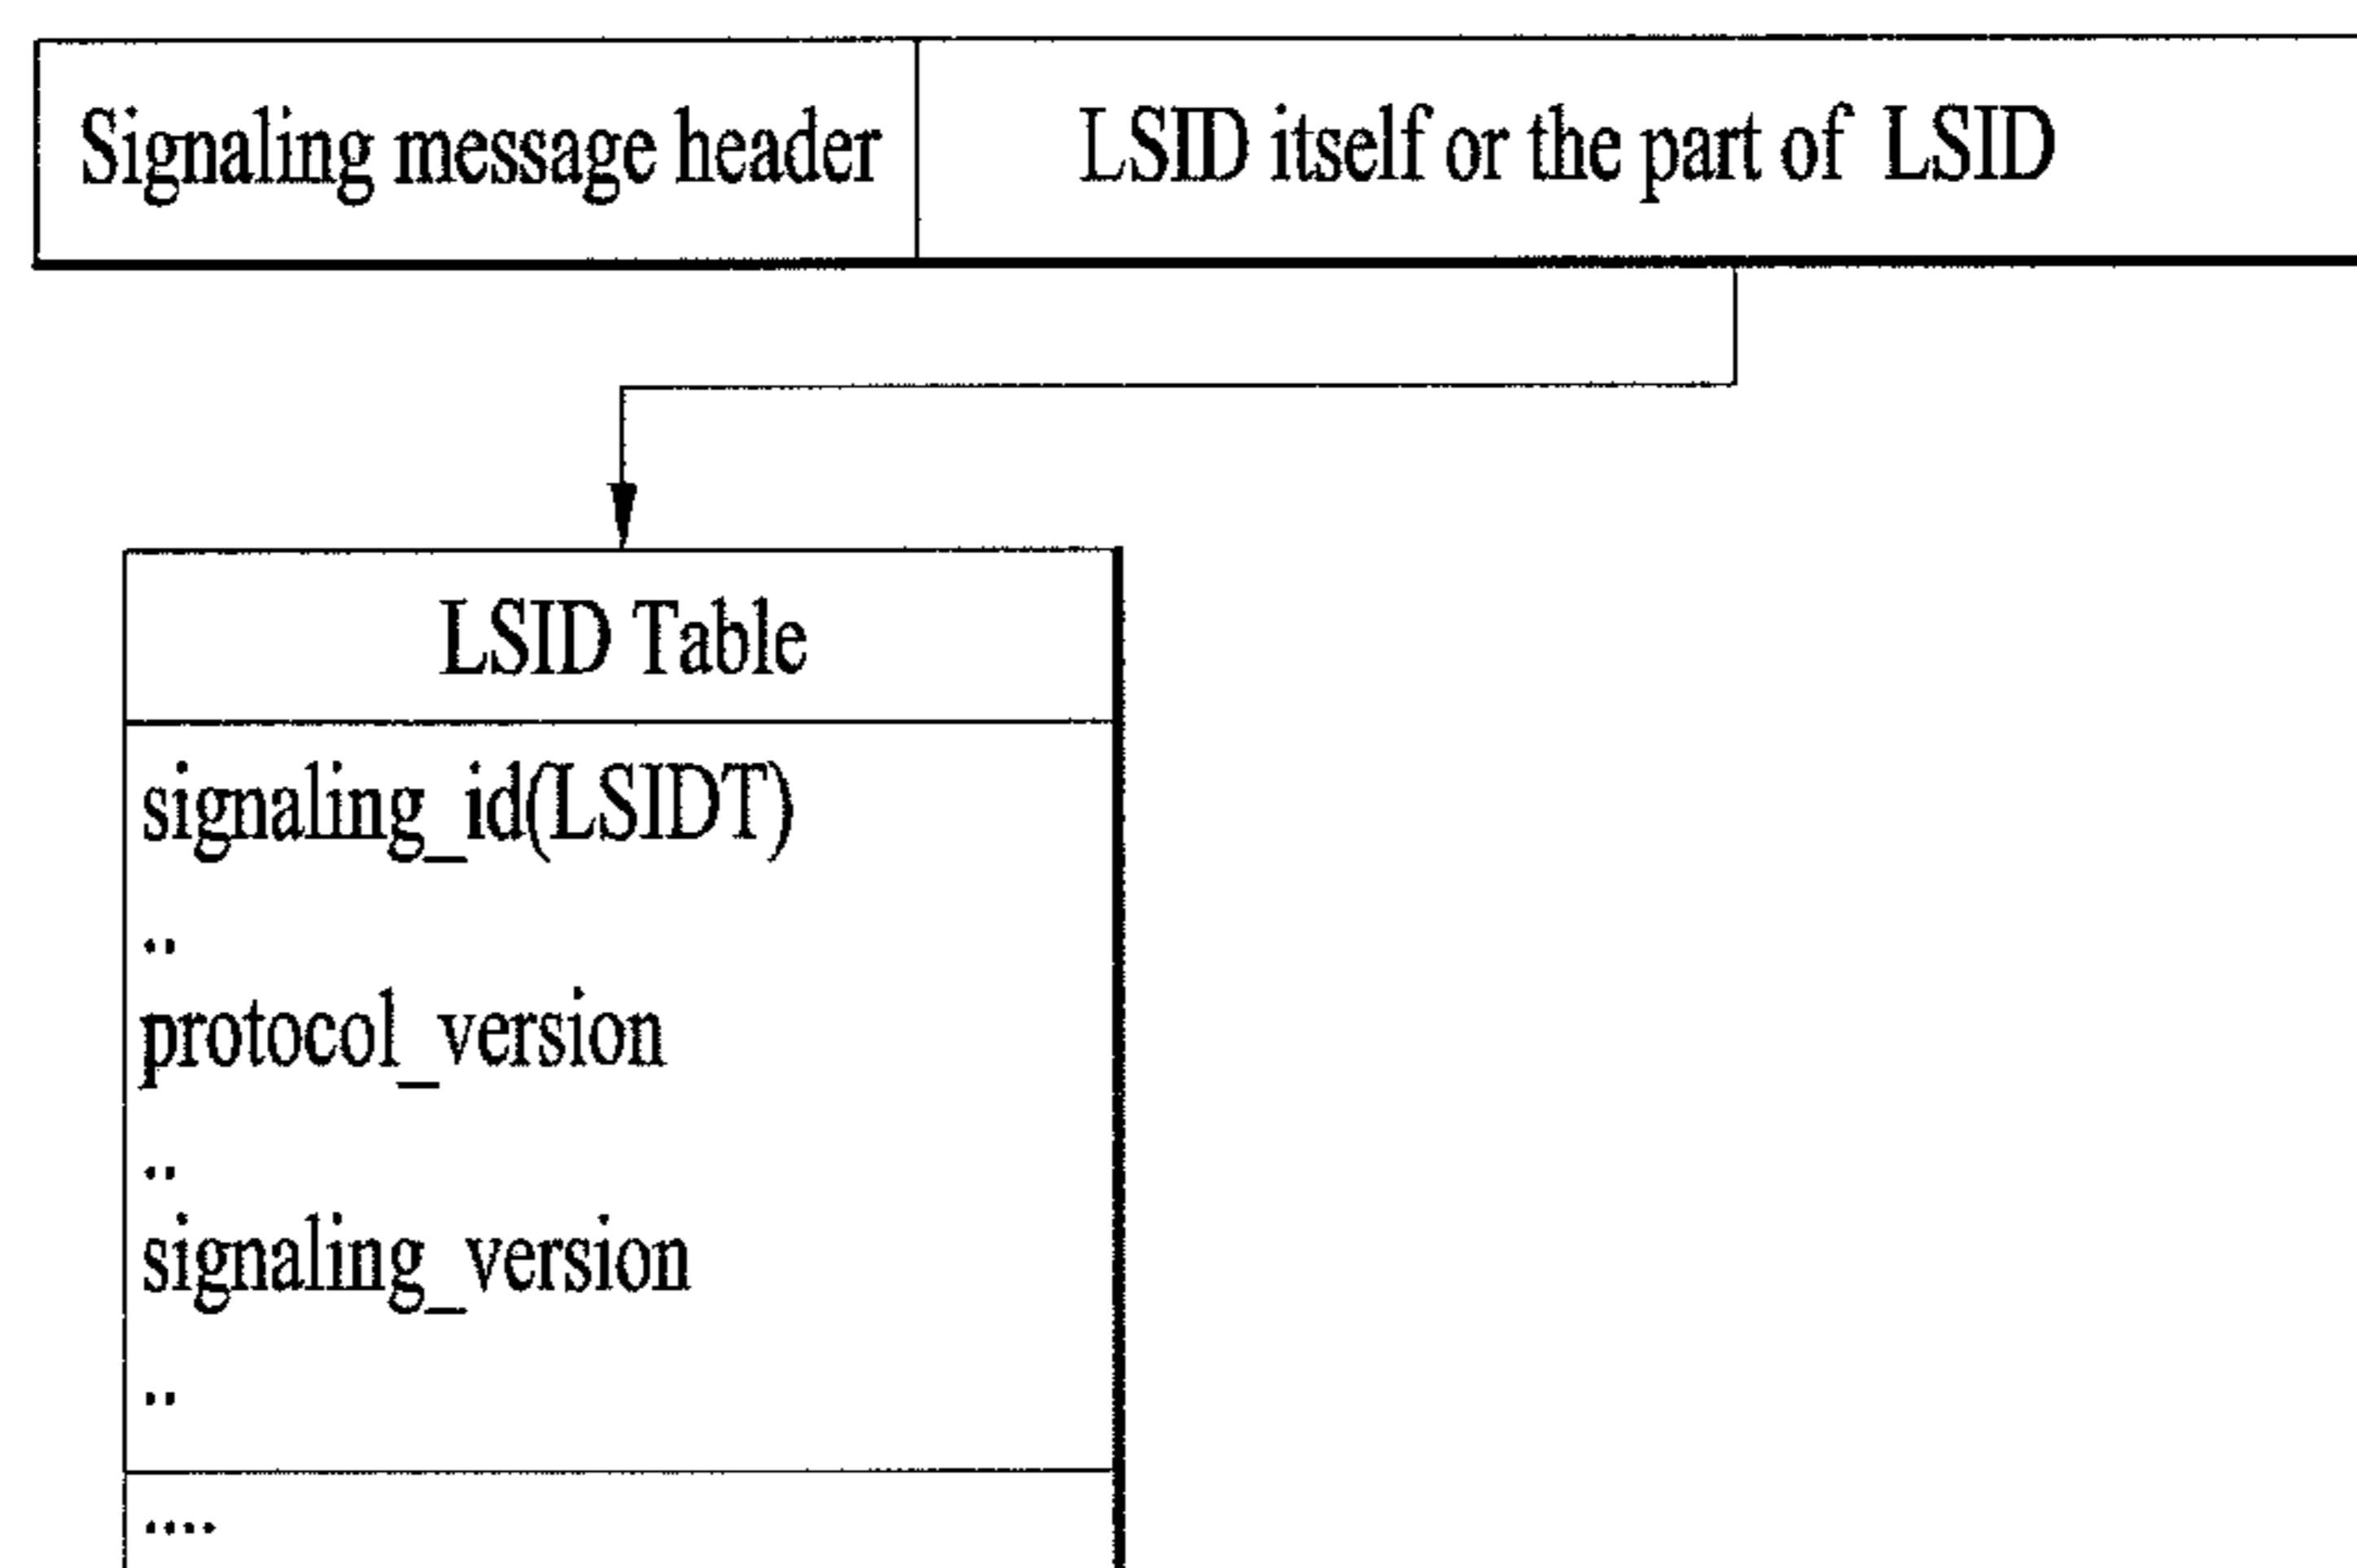 Signaling message header
LSID itself or the part of LSID
LSID Table
signaling_id(LSIDT)
..
protocol_version
..
signaling_version
..
....